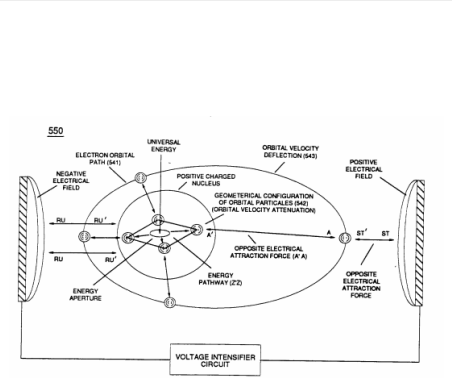 550
UNIVERSAL
ENERGY
ELECTRON ORBITAL
PATH (541)
ORBITAL VELOCITY
DEFLECTION (543)
NEGATIVE
ELECTRICAL
FIELD
POSITIVE CHARGED
NUCLEUS
POSITIVE
ELECTRICAL
FIELD
GEOMETERICAL CONFIGURATION
OF ORBITAL PARTICALES (542)
(ORBITAL VELOCITY ATTENUATION)
RU RU'
A' A ST' ST
OPPOSITE ELECTRICAL
ATTRACTION FORCE (A' A)
RU RU'
ENERGY
PATHWAY (Z'Z)
ENERGY
APERTURE
OPPOSITE
ELECTRICAL
ATTRACTION
FORCE
VOLTAGE INTENSIFIER
CIRCUIT